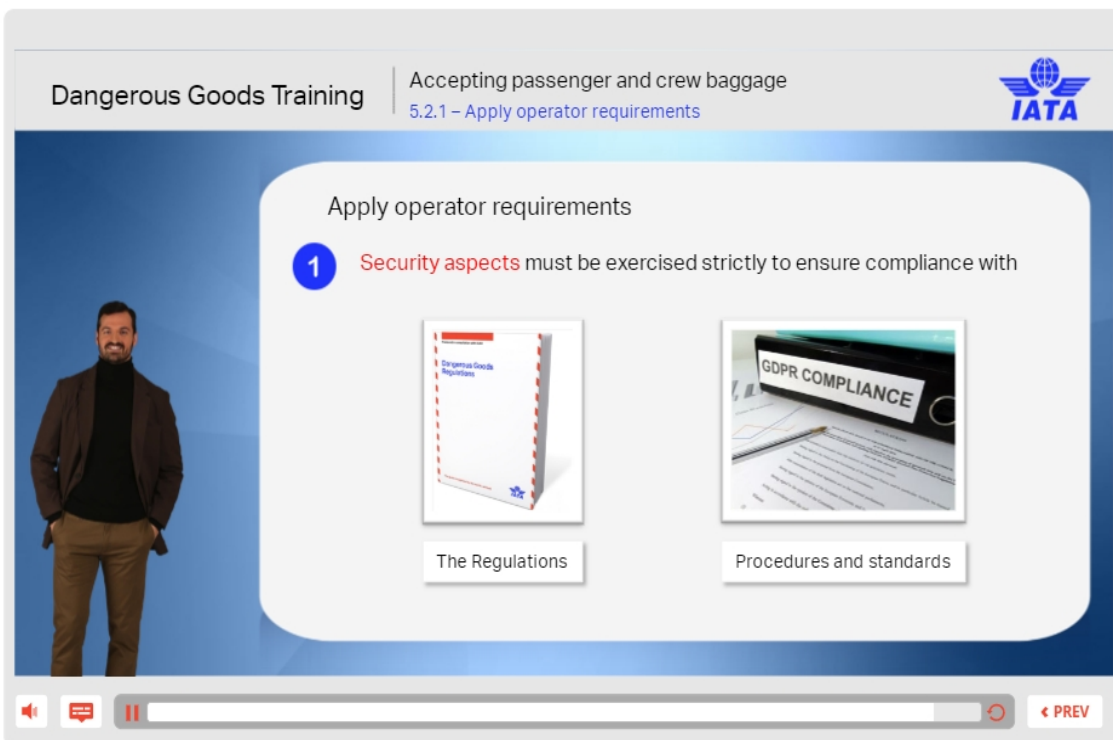 Dangerous Goods Training
Accepting passenger and crew baggage
5.2.1 – Apply operator requirements
IATA
Apply operator requirements
1
Security aspects must be exercised strictly to ensure compliance with
Dangerous Goods
Regulations
IATA
GDPR COMPLIANCE
The Regulations
Procedures and standards
PREV